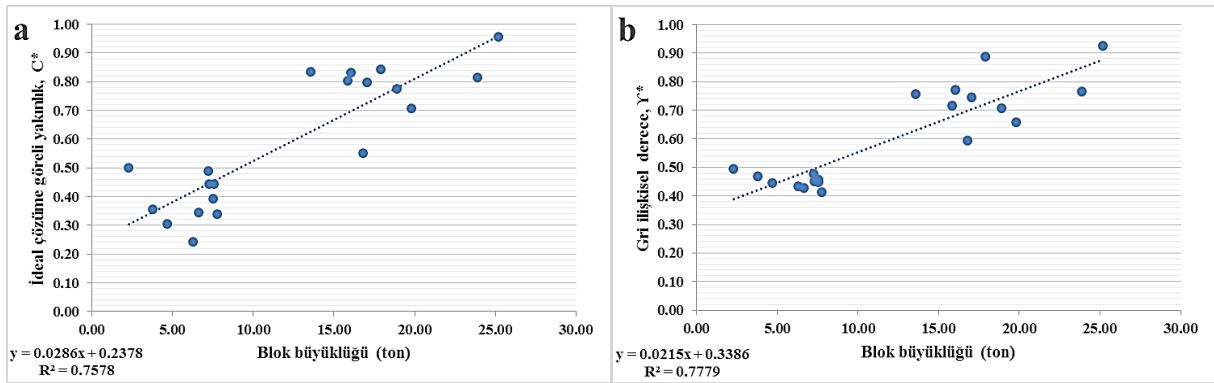 a
İdeal çözüme göreli yakınlık, C*
1.00
0.90
0.80
0.70
0.60
0.50
0.40
0.30
0.20
0.10
0.00
0.00 5.00 10.00 15.00 20.00 25.00 30.00
Blok büyüklüğü (ton)
y = 0.0286x + 0.2378
R² = 0.7578
b
Gri ilişkisel derece, ϒ*
1.00
0.90
0.80
0.70
0.60
0.50
0.40
0.30
0.20
0.10
0.00
0.00 5.00 10.00 15.00 20.00 25.00 30.00
Blok büyüklüğü (ton)
y = 0.0215x + 0.3386
R² = 0.7779